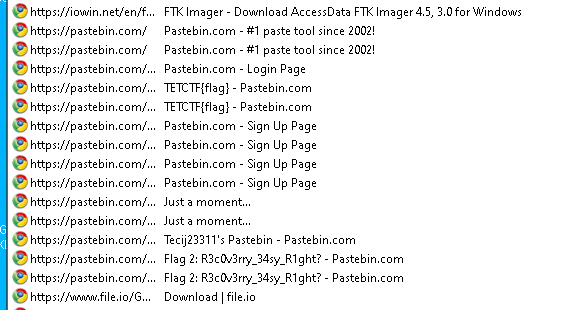 https://iowin.net/en/f... FTK Imager - Download AccessData FTK Imager 4.5, 3.0 for Windows
https://pastebin.com/ Pastebin.com - #1 paste tool since 2002!
https://pastebin.com/ Pastebin.com - #1 paste tool since 2002!
https://pastebin.com/... Pastebin.com - Login Page
https://pastebin.com/... TETCTF{flag} - Pastebin.com
https://pastebin.com/... TETCTF{flag} - Pastebin.com
https://pastebin.com/... Pastebin.com - Sign Up Page
https://pastebin.com/... Pastebin.com - Sign Up Page
https://pastebin.com/... Pastebin.com - Sign Up Page
https://pastebin.com/... Pastebin.com - Sign Up Page
https://pastebin.com/... Just a moment...
https://pastebin.com/... Just a moment...
https://pastebin.com/... Tecij23311's Pastebin - Pastebin.com
https://pastebin.com/... Flag 2: R3c0v3rry_34sy_R1ght? - Pastebin.com
https://pastebin.com/... Flag 2: R3c0v3rry_34sy_R1ght? - Pastebin.com
https://www.file.io/G... Download | file.io